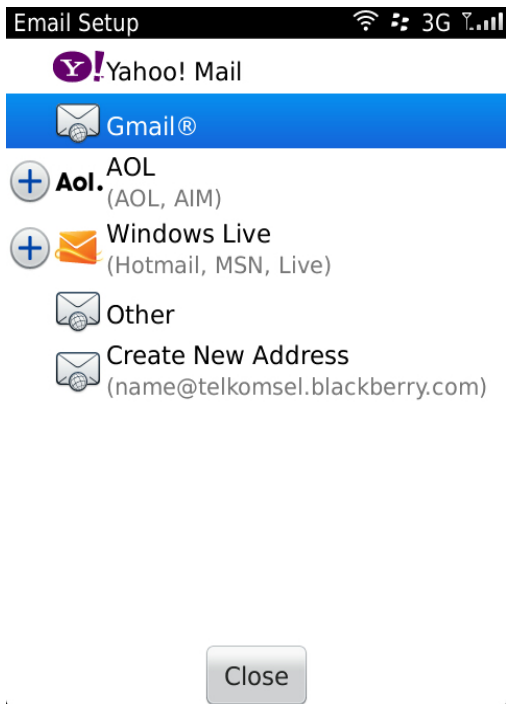 Email Setup 3G
Y! Yahoo! Mail
Gmail®
Aol. AOL
(AOL, AIM)
Windows Live
(Hotmail, MSN, Live)
Other
Create New Address
(name@telkomsel.blackberry.com)
Close